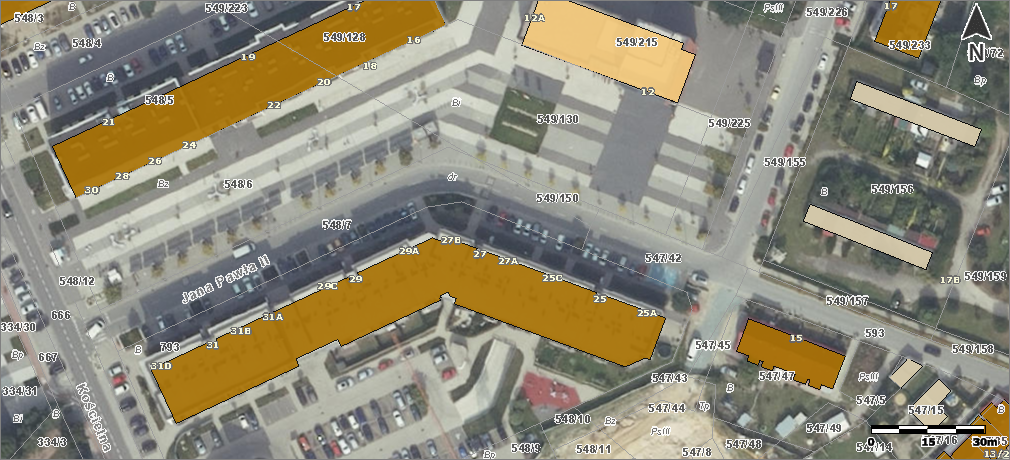 548/3
B
549/223
17
12A
PsIII
549/226
17
Bz
548/4
549/128
16
549/215
549/233
N
/72
19
18
B
20
12
Bp
548/5
22
Bi
549/130
549/225
21
24
26
549/155
28
30
Bz
548/6
dr
549/150
B
549/156
548/7
29A
27B
27
27A
547/42
Jana Pawła II
29C
29
25C
25
548/12
17B
549/159
666
31A
25A
549/157
334/30
31B
31
793
B
547/45
15
593
549/158
Bp
667
31D
547/43
547/47
PsIII
334/31
B
547/5
Bi
Kościelna
547/44
Tp
547/15
B
548/10
Bz
PsIII
547/49
334/3
548/9
548/11
547/48
547/8
547/14
7/16
0 15 30m
Bp
13/2